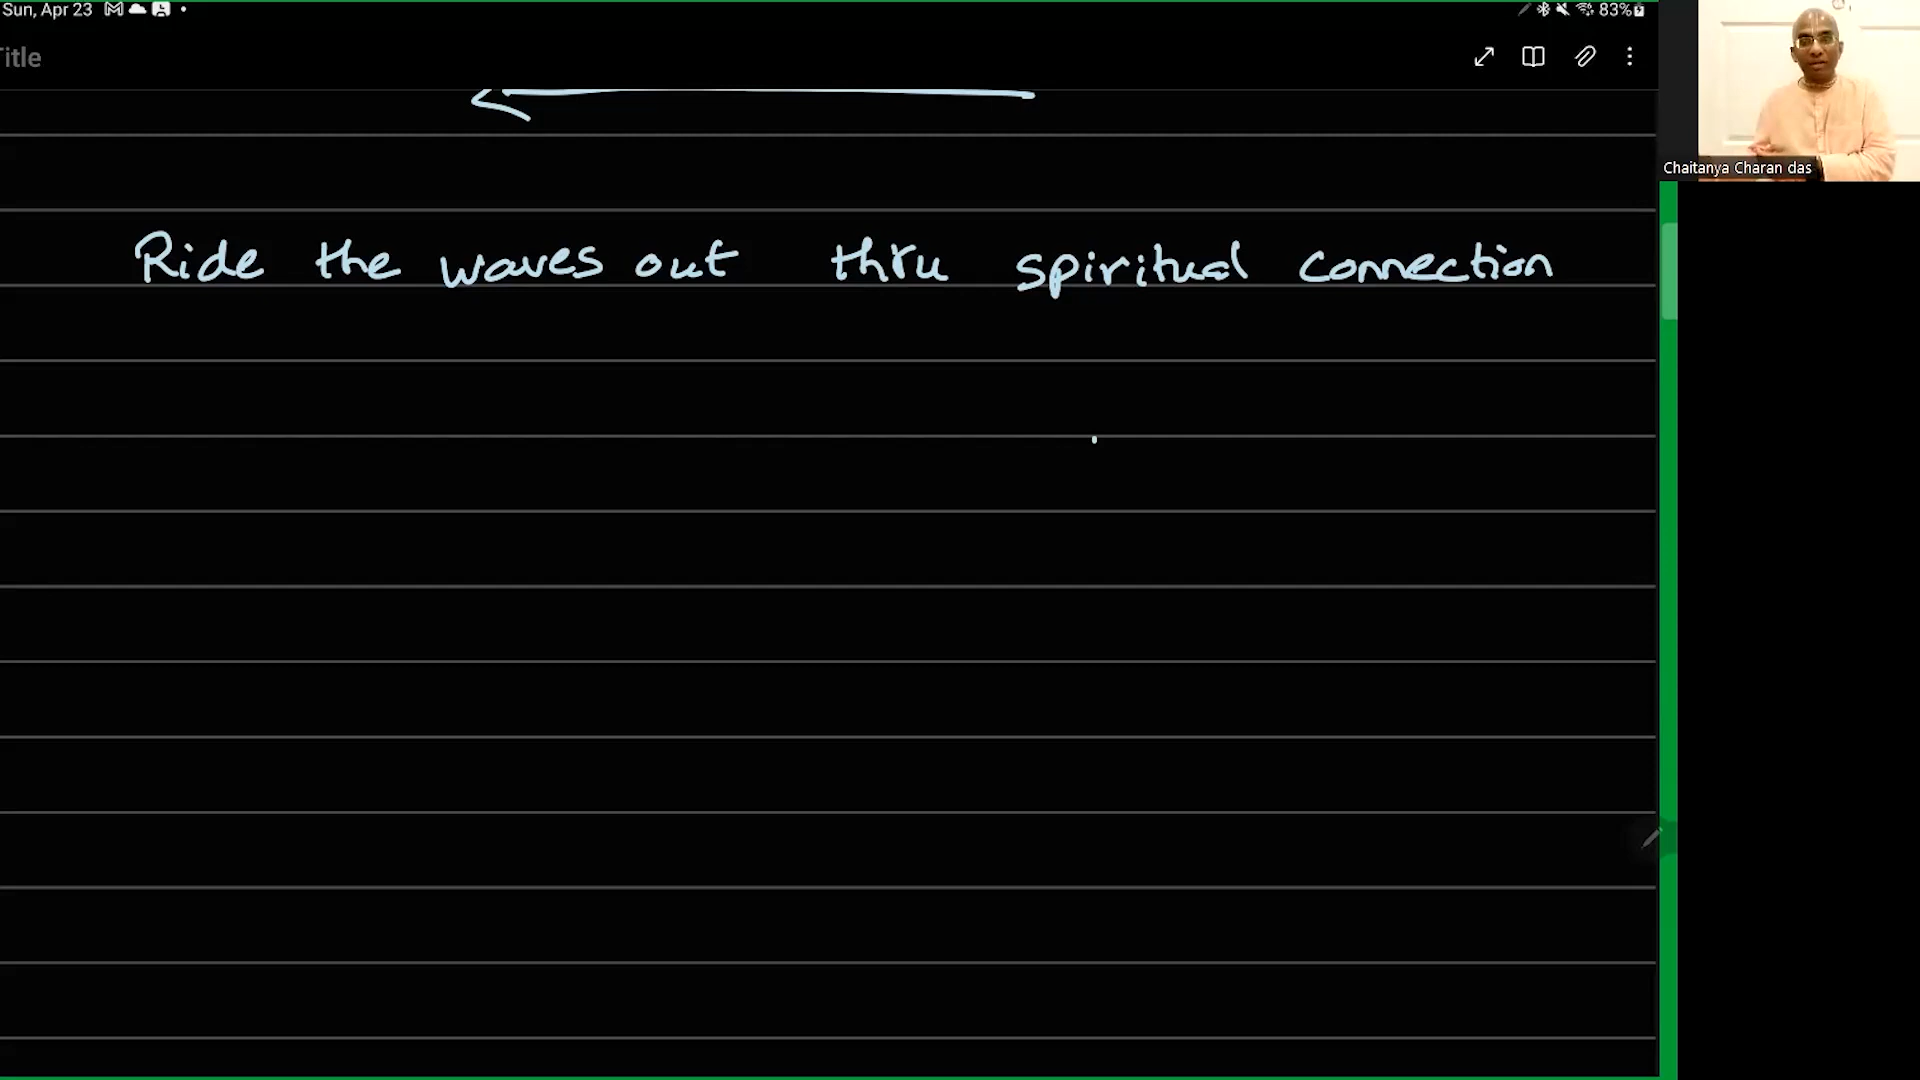 Sun, Apr 23
83%
Title
Chaitanya Charan das
Ride the waves out thru spiritual connection